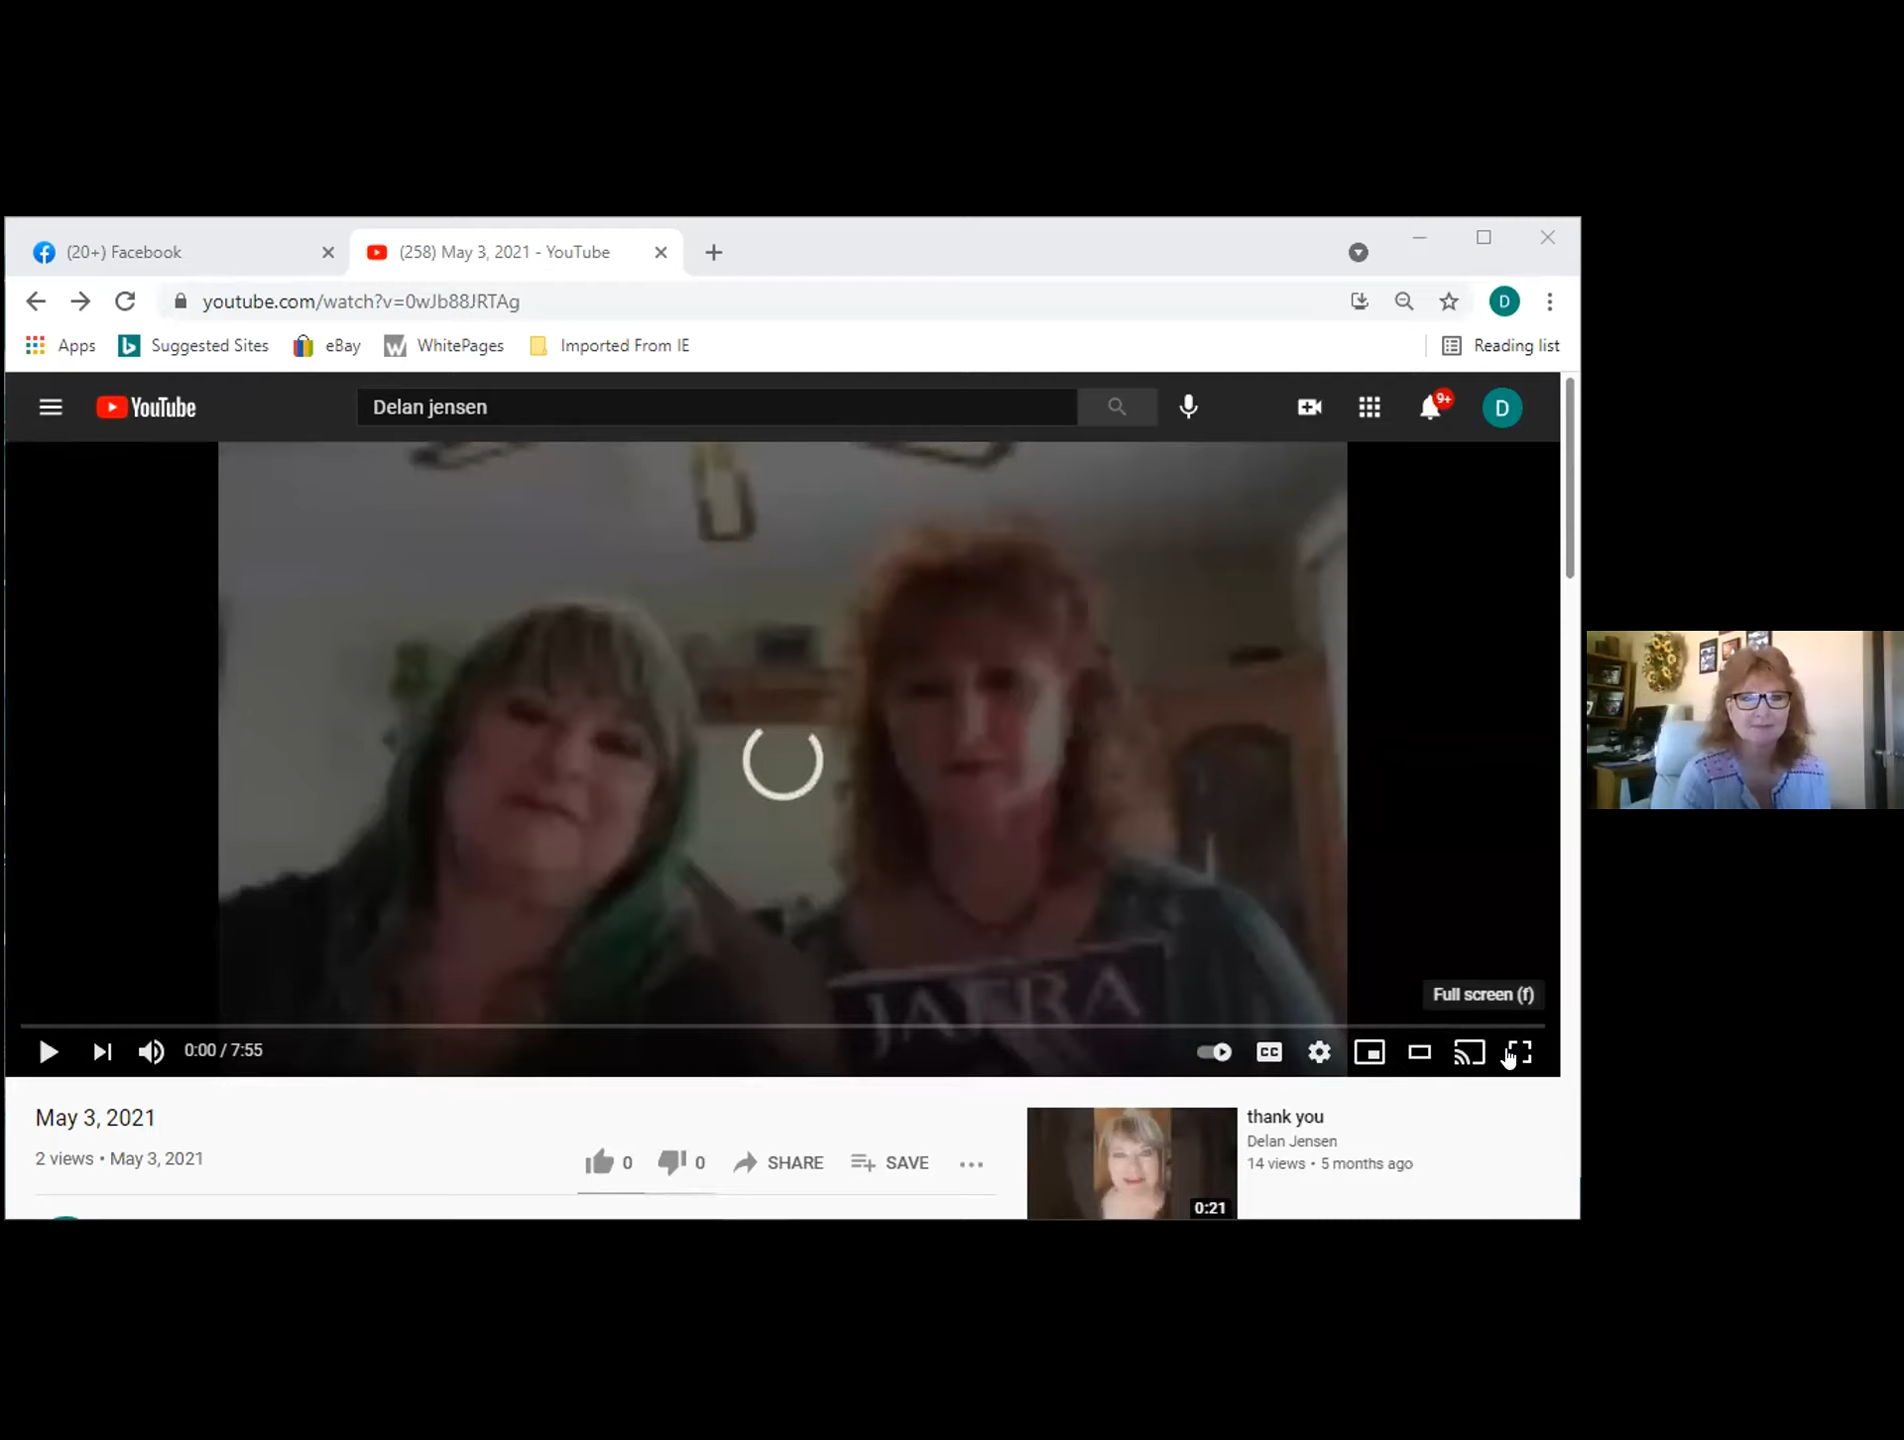 (20+) Facebook
(258) May 3, 2021 - YouTube
youtube.com/watch?v=0wJb88JRTAg
D
Apps
Suggested Sites
eBay
WhitePages
Imported From IE
Reading list
YouTube
Delan jensen
9+
D
JAFRA
Full screen (f)
0:00 / 7:55
CC
May 3, 2021
2 views • May 3, 2021
0
0
SHARE
SAVE
thank you
Delan Jensen
14 views • 5 months ago
0:21